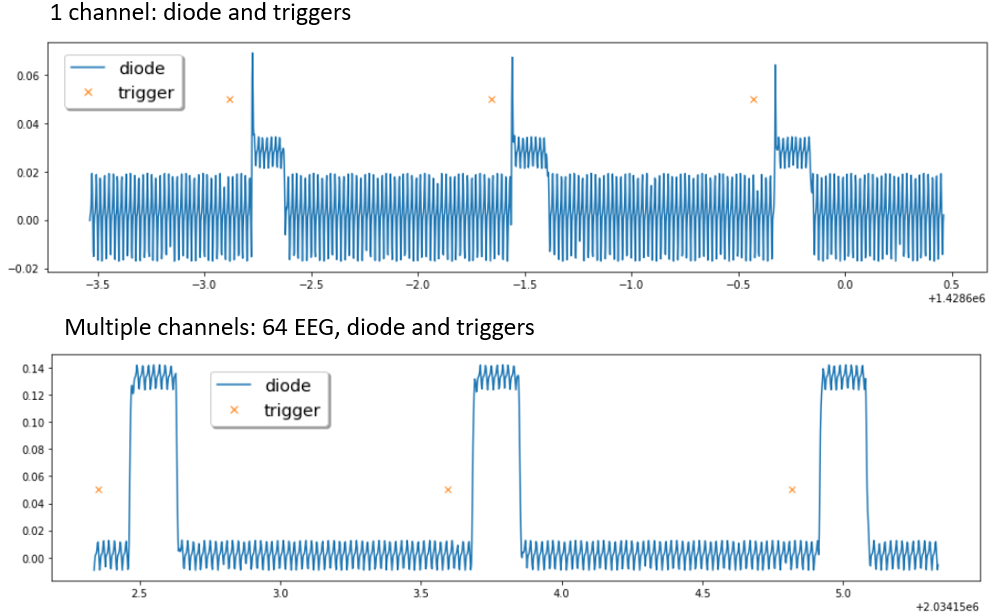 1 channel: diode and triggers
diode
trigger
0.06
0.04
0.02
0.00
−0.02
−3.5 −3.0 −2.5 −2.0 −1.5 −1.0 −0.5 0.0 0.5
+1.4286e6
Multiple channels: 64 EEG, diode and triggers
diode
trigger
0.14
0.12
0.10
0.08
0.06
0.04
0.02
0.00
2.5 3.0 3.5 4.0 4.5 5.0
+2.03415e6